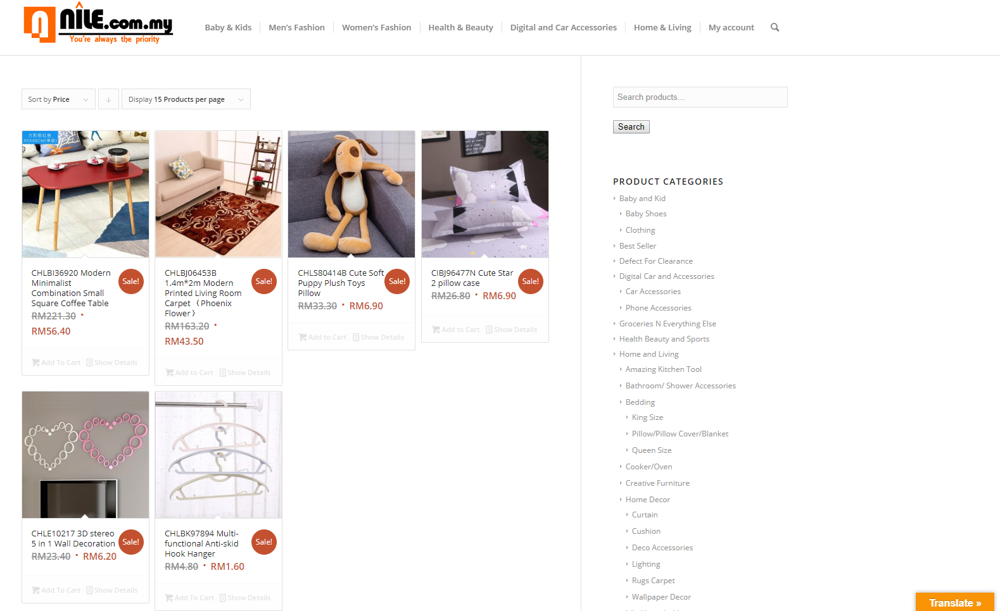 NILE.com.my
You're always the priority
Baby & Kids
Men's Fashion
Women's Fashion
Health & Beauty
Digital and Car Accessories
Home & Living
My account
Sort by Price
↓
Display 15 Products per page
Search products…
Search
方形款红色
80X48CM(单层)
CHLBI36920 Modern
Minimalist
Combination Small
Square Coffee Table
RM221.30 •
RM56.40
Sale!
Add To Cart
Show Details
CHLBJ06453B
1.4m*2m Modern
Printed Living Room
Carpet （Phoenix
Flower）
RM163.20 •
RM43.50
Sale!
Add to Cart
Show Details
CHLS80414B Cute Soft
Puppy Plush Toys
Pillow
RM33.30 • RM6.90
Sale!
Add to Cart
Show Details
CIBJ96477N Cute Star
2 pillow case
RM26.80 • RM6.90
Sale!
Add to Cart
Show Details
CHLE10217 3D stereo
5 in 1 Wall Decoration
RM23.40 • RM6.20
Sale!
Add To Cart
Show Details
CHLBK97894 Multi-
functional Anti-skid
Hook Hanger
RM4.80 • RM1.60
Sale!
Add To Cart
Show Details
PRODUCT CATEGORIES
Baby and Kid
Baby Shoes
Clothing
Best Seller
Defect For Clearance
Digital Car and Accessories
Car Accessories
Phone Accessories
Groceries N Everything Else
Health Beauty and Sports
Home and Living
Amazing Kitchen Tool
Bathroom/ Shower Accessories
Bedding
King Size
Pillow/Pillow Cover/Blanket
Queen Size
Cooker/Oven
Creative Furniture
Home Decor
Curtain
Cushion
Deco Accessories
Lighting
Rugs Carpet
Wallpaper Decor
Translate »